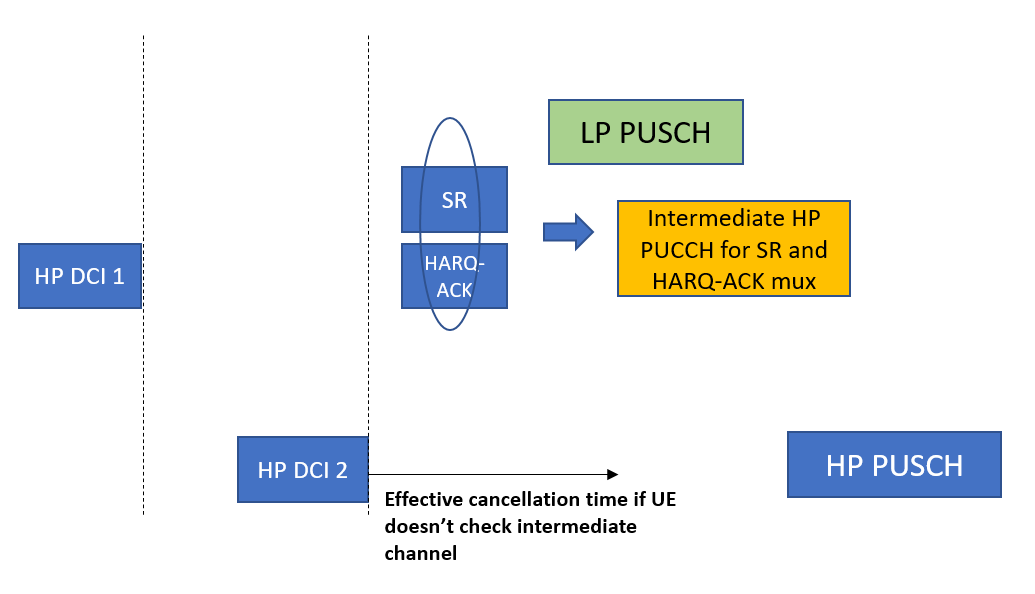 LP PUSCH
SR
Intermediate HP
PUCCH for SR and
HARQ-ACK mux
HP DCI 1
HARQ-
ACK
HP DCI 2
HP PUSCH
Effective cancellation time if UE
doesn’t check intermediate
channel